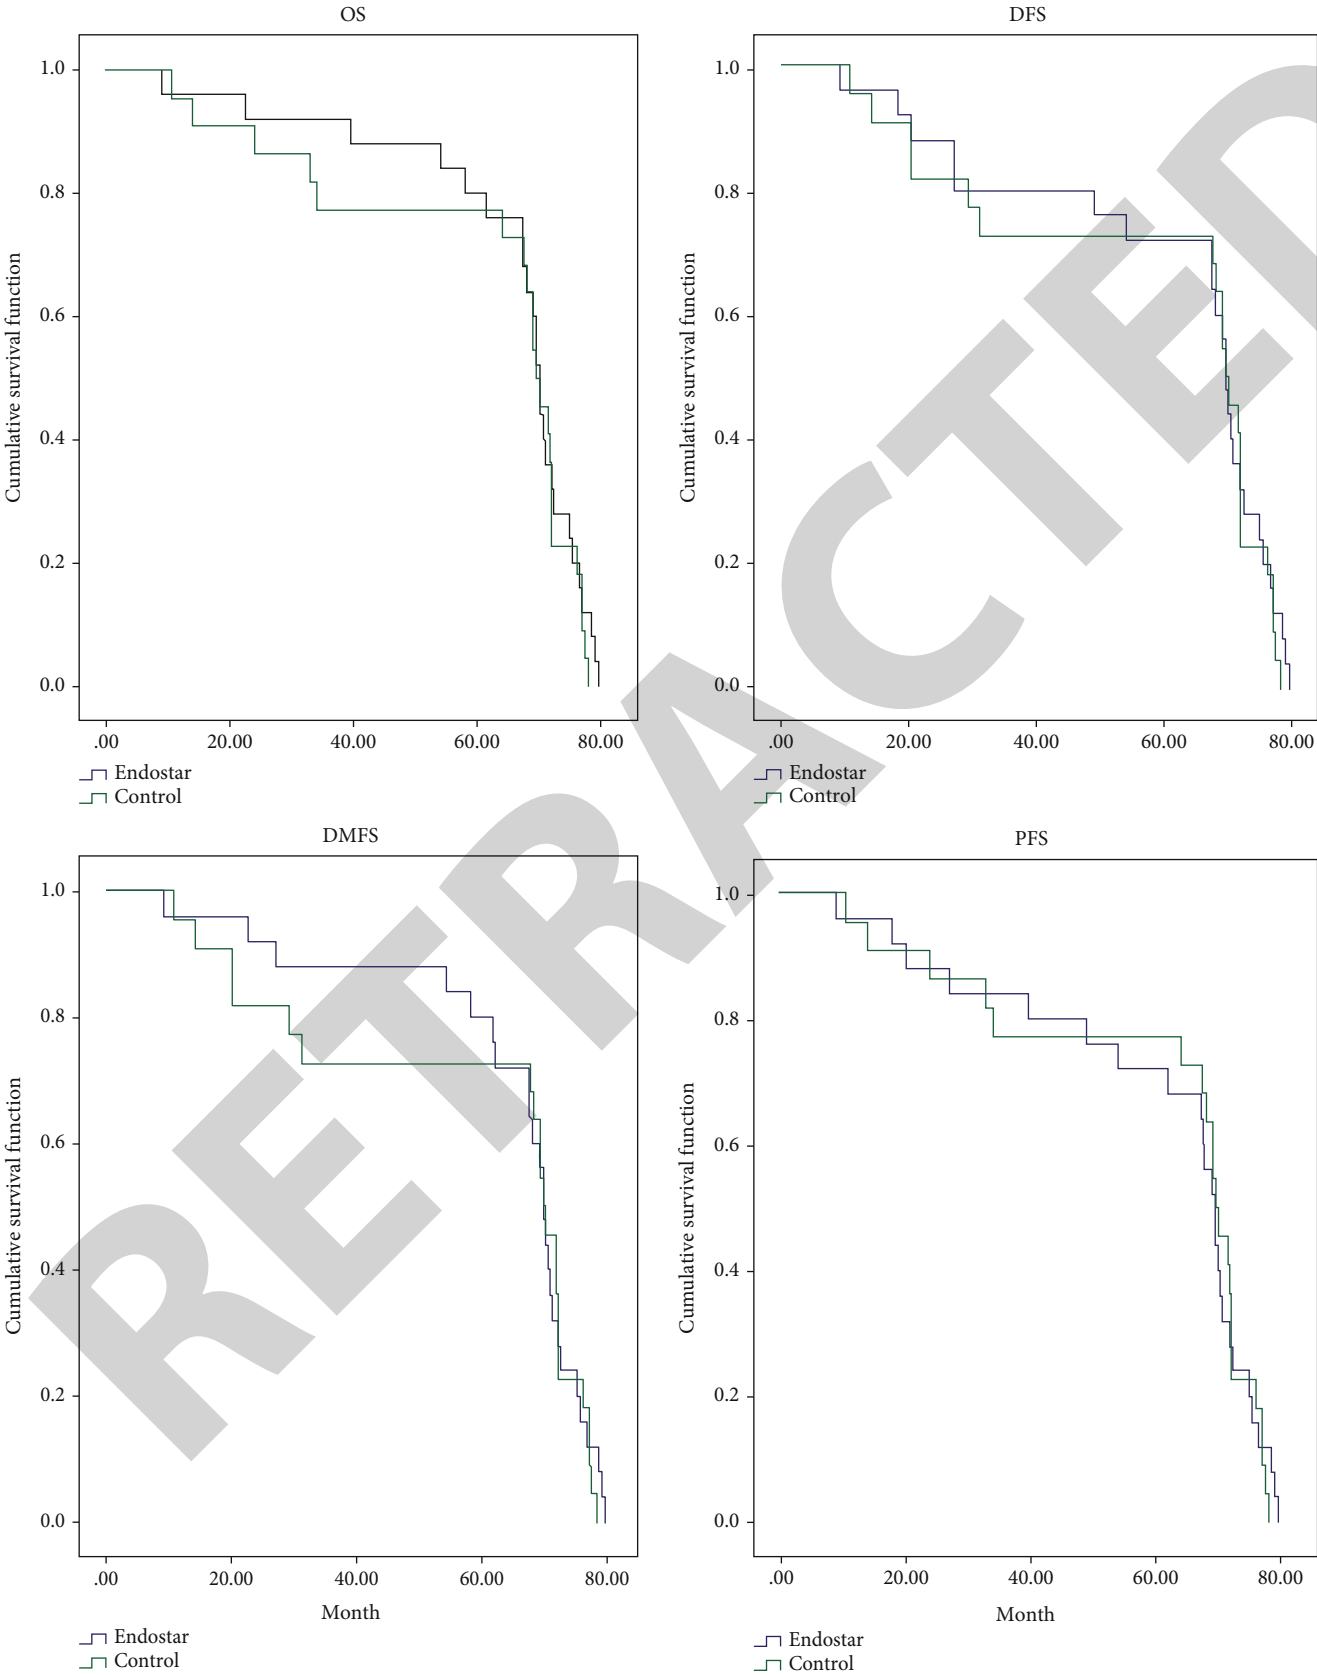 OS
1.0
0.8
0.6
0.4
0.2
0.0
Cumulative survival function
.00 20.00 40.00 60.00 80.00
Endostar
Control
DFS
1.0
0.8
0.6
0.4
0.2
0.0
Cumulative survival function
.00 20.00 40.00 60.00 80.00
Endostar
Control
DMFS
1.0
0.8
0.6
0.4
0.2
0.0
Cumulative survival function
.00 20.00 40.00 60.00 80.00
Month
Endostar
Control
PFS
1.0
0.8
0.6
0.4
0.2
0.0
Cumulative survival function
.00 20.00 40.00 60.00 80.00
Month
Endostar
Control
RETRACTED